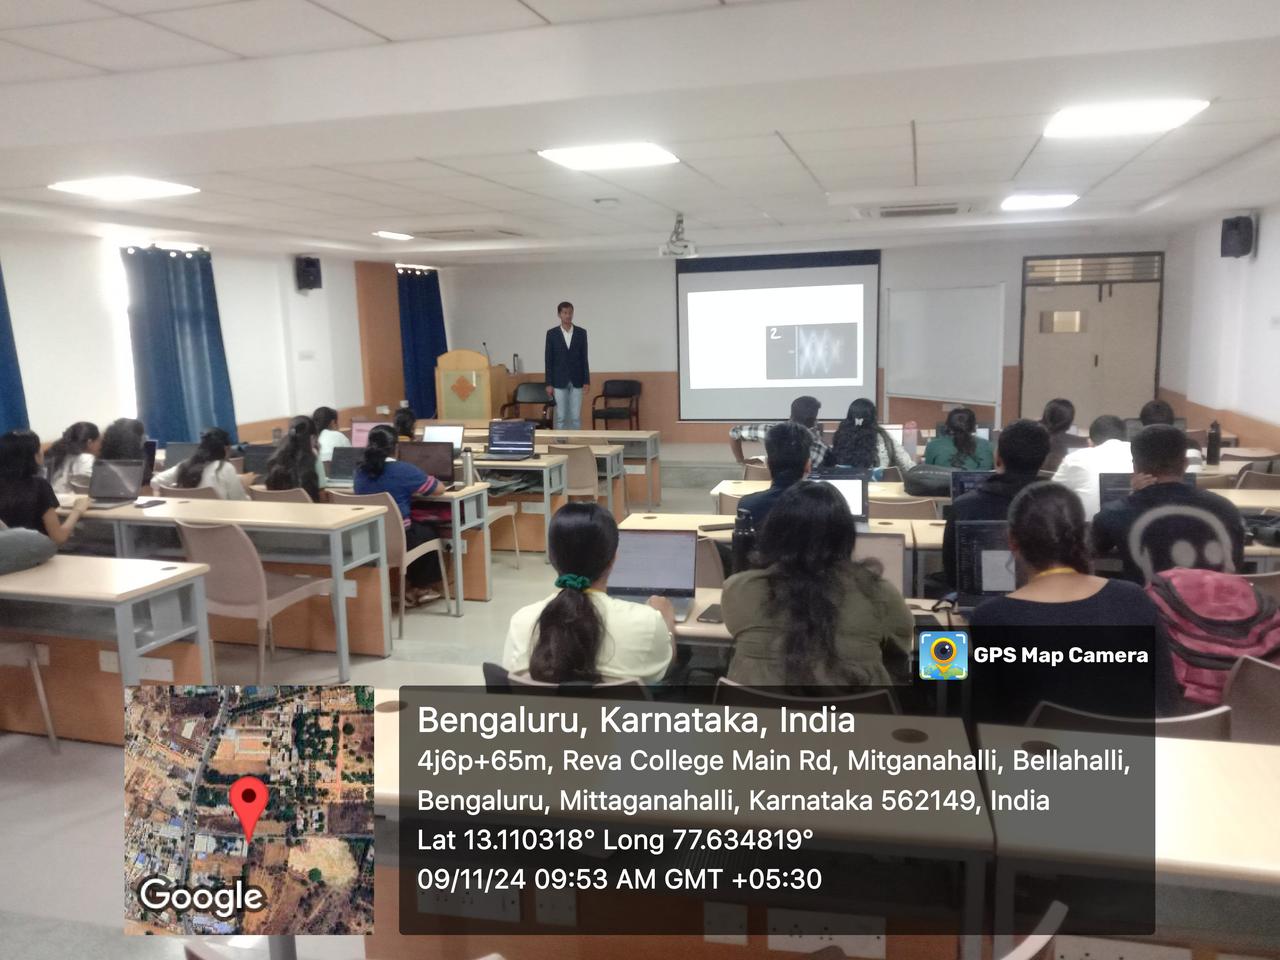 2
GPS Map Camera
Bengaluru, Karnataka, India
4j6p+65m, Reva College Main Rd, Mitganahalli, Bellahalli,
Bengaluru, Mittaganahalli, Karnataka 562149, India
Lat 13.110318° Long 77.634819°
09/11/24 09:53 AM GMT +05:30
Google